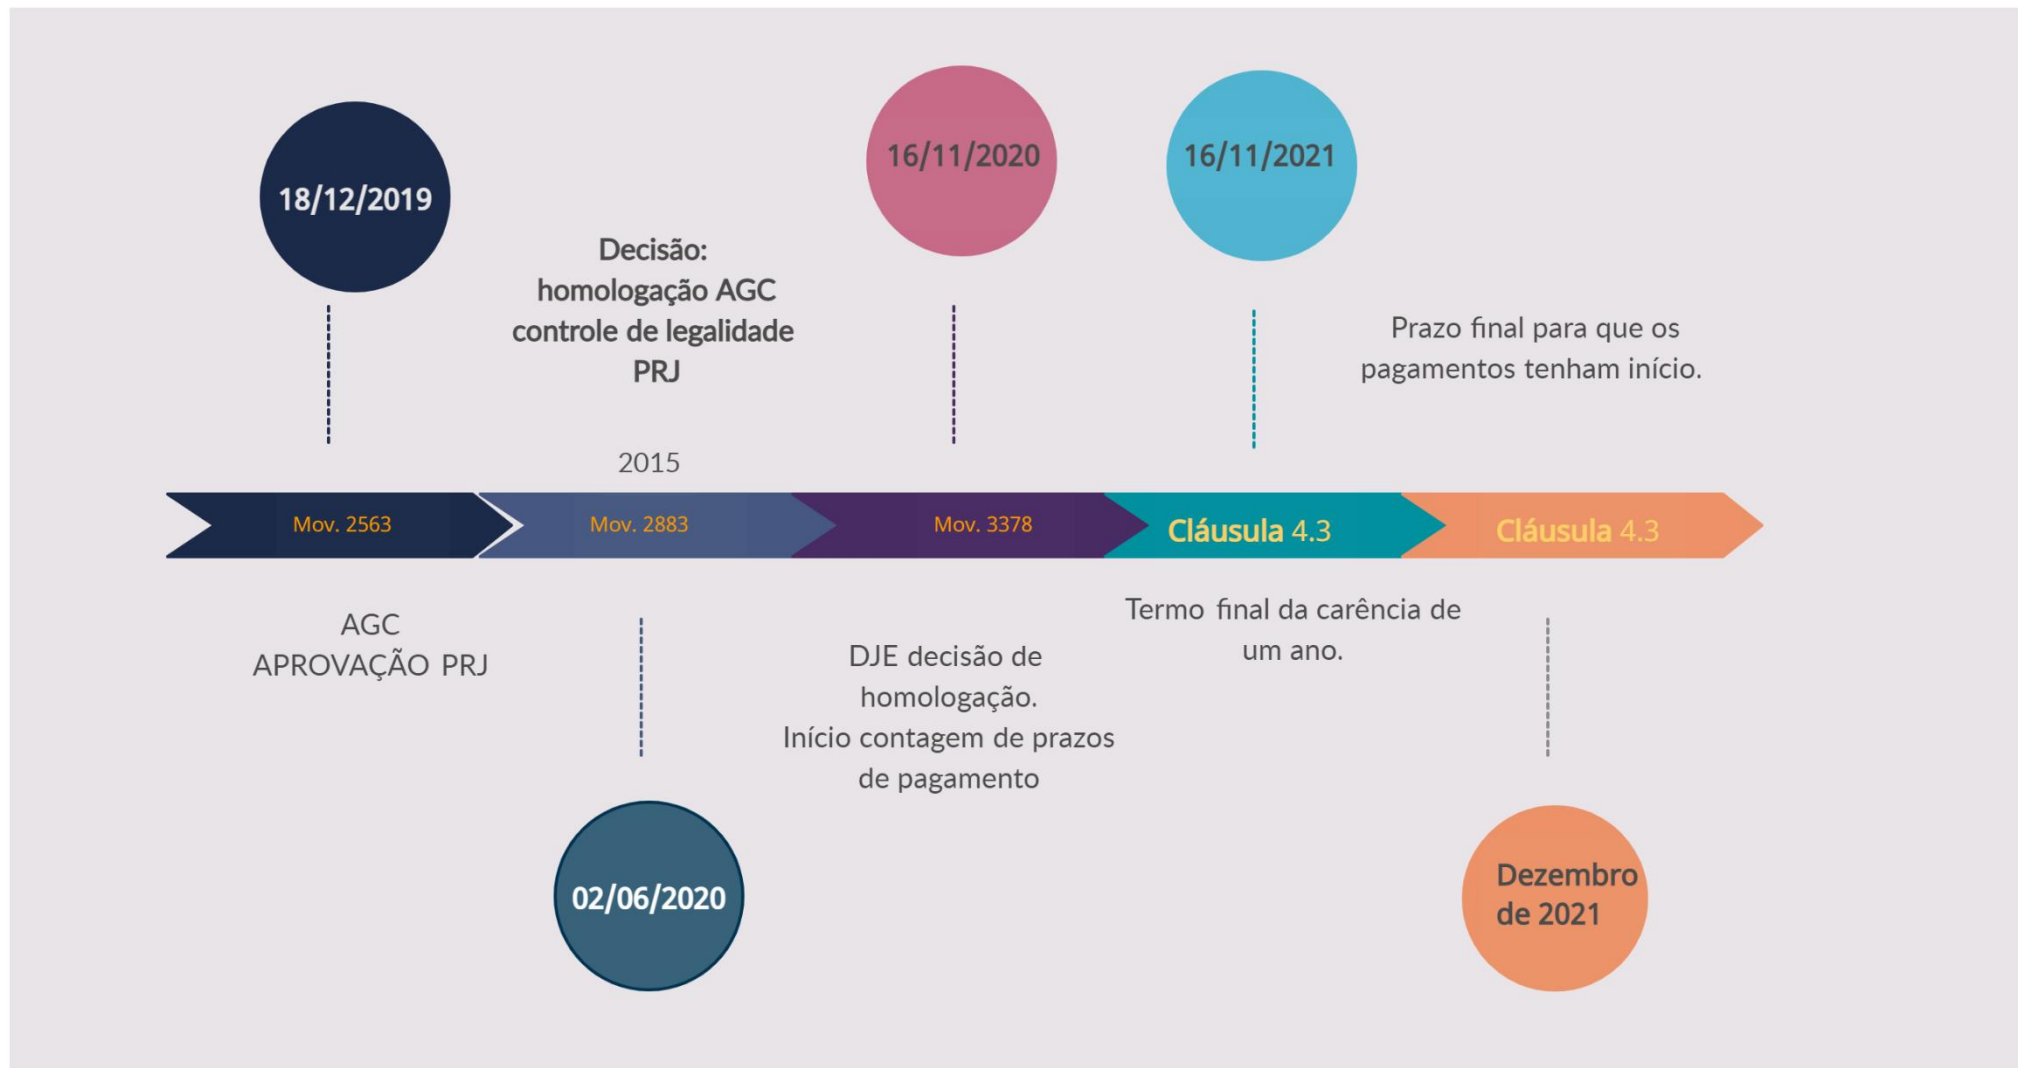 18/12/2019
Mov. 2563
AGC
APROVAÇÃO PRJ
Decisão:
homologação AGC
controle de legalidade
PRJ
2015
Mov. 2883
02/06/2020
16/11/2020
Mov. 3378
DJE decisão de
homologação.
Início contagem de prazos
de pagamento
16/11/2021
Cláusula 4.3
Termo final da carência de
um ano.
Prazo final para que os
pagamentos tenham início.
Cláusula 4.3
Dezembro
de 2021